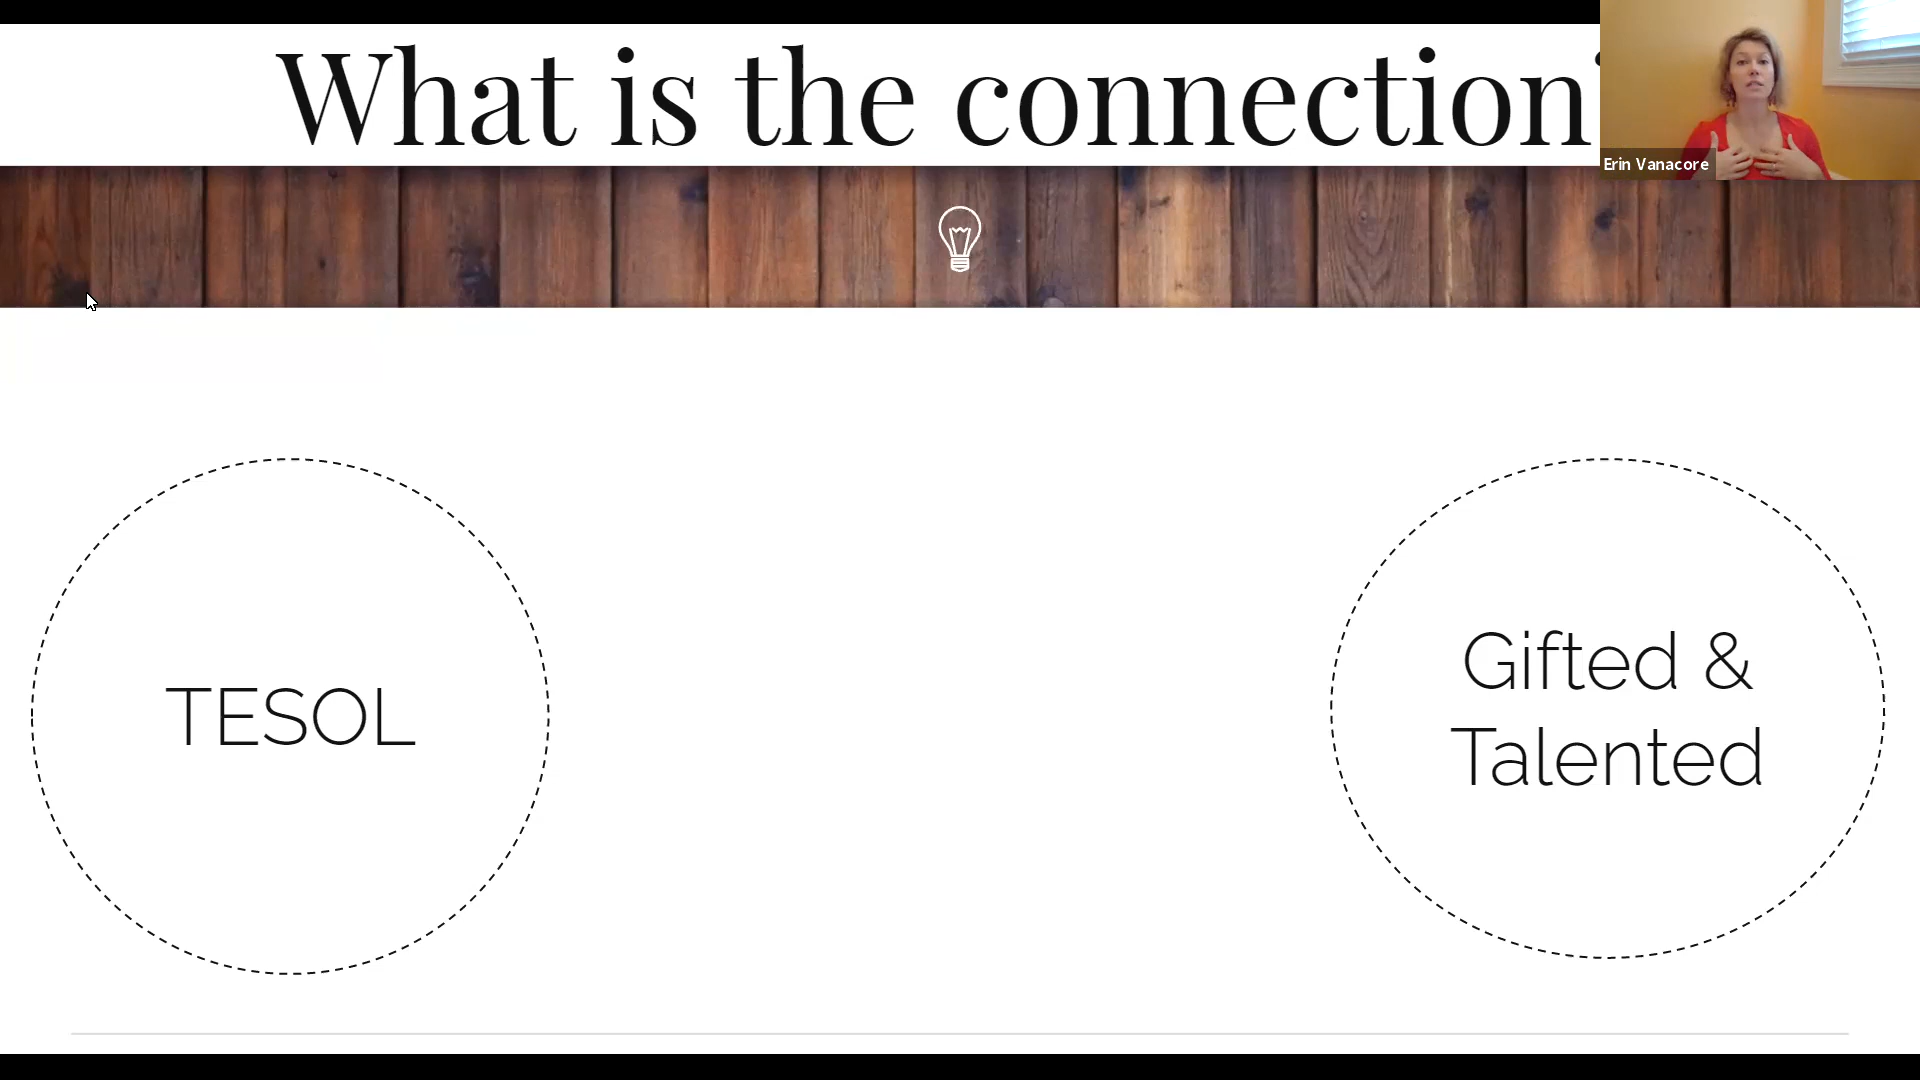 What is the connection
Erin Vanacore
TESOL
Gifted &
Talented